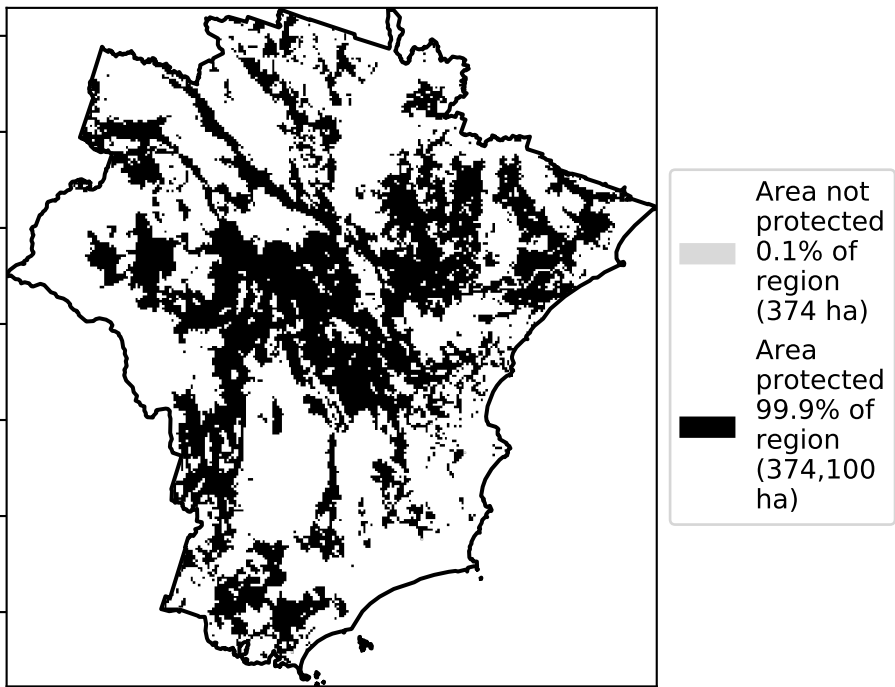 Area not
protected
0.1% of
region
(374 ha)
Area
protected
99.9% of
region
(374,100
ha)